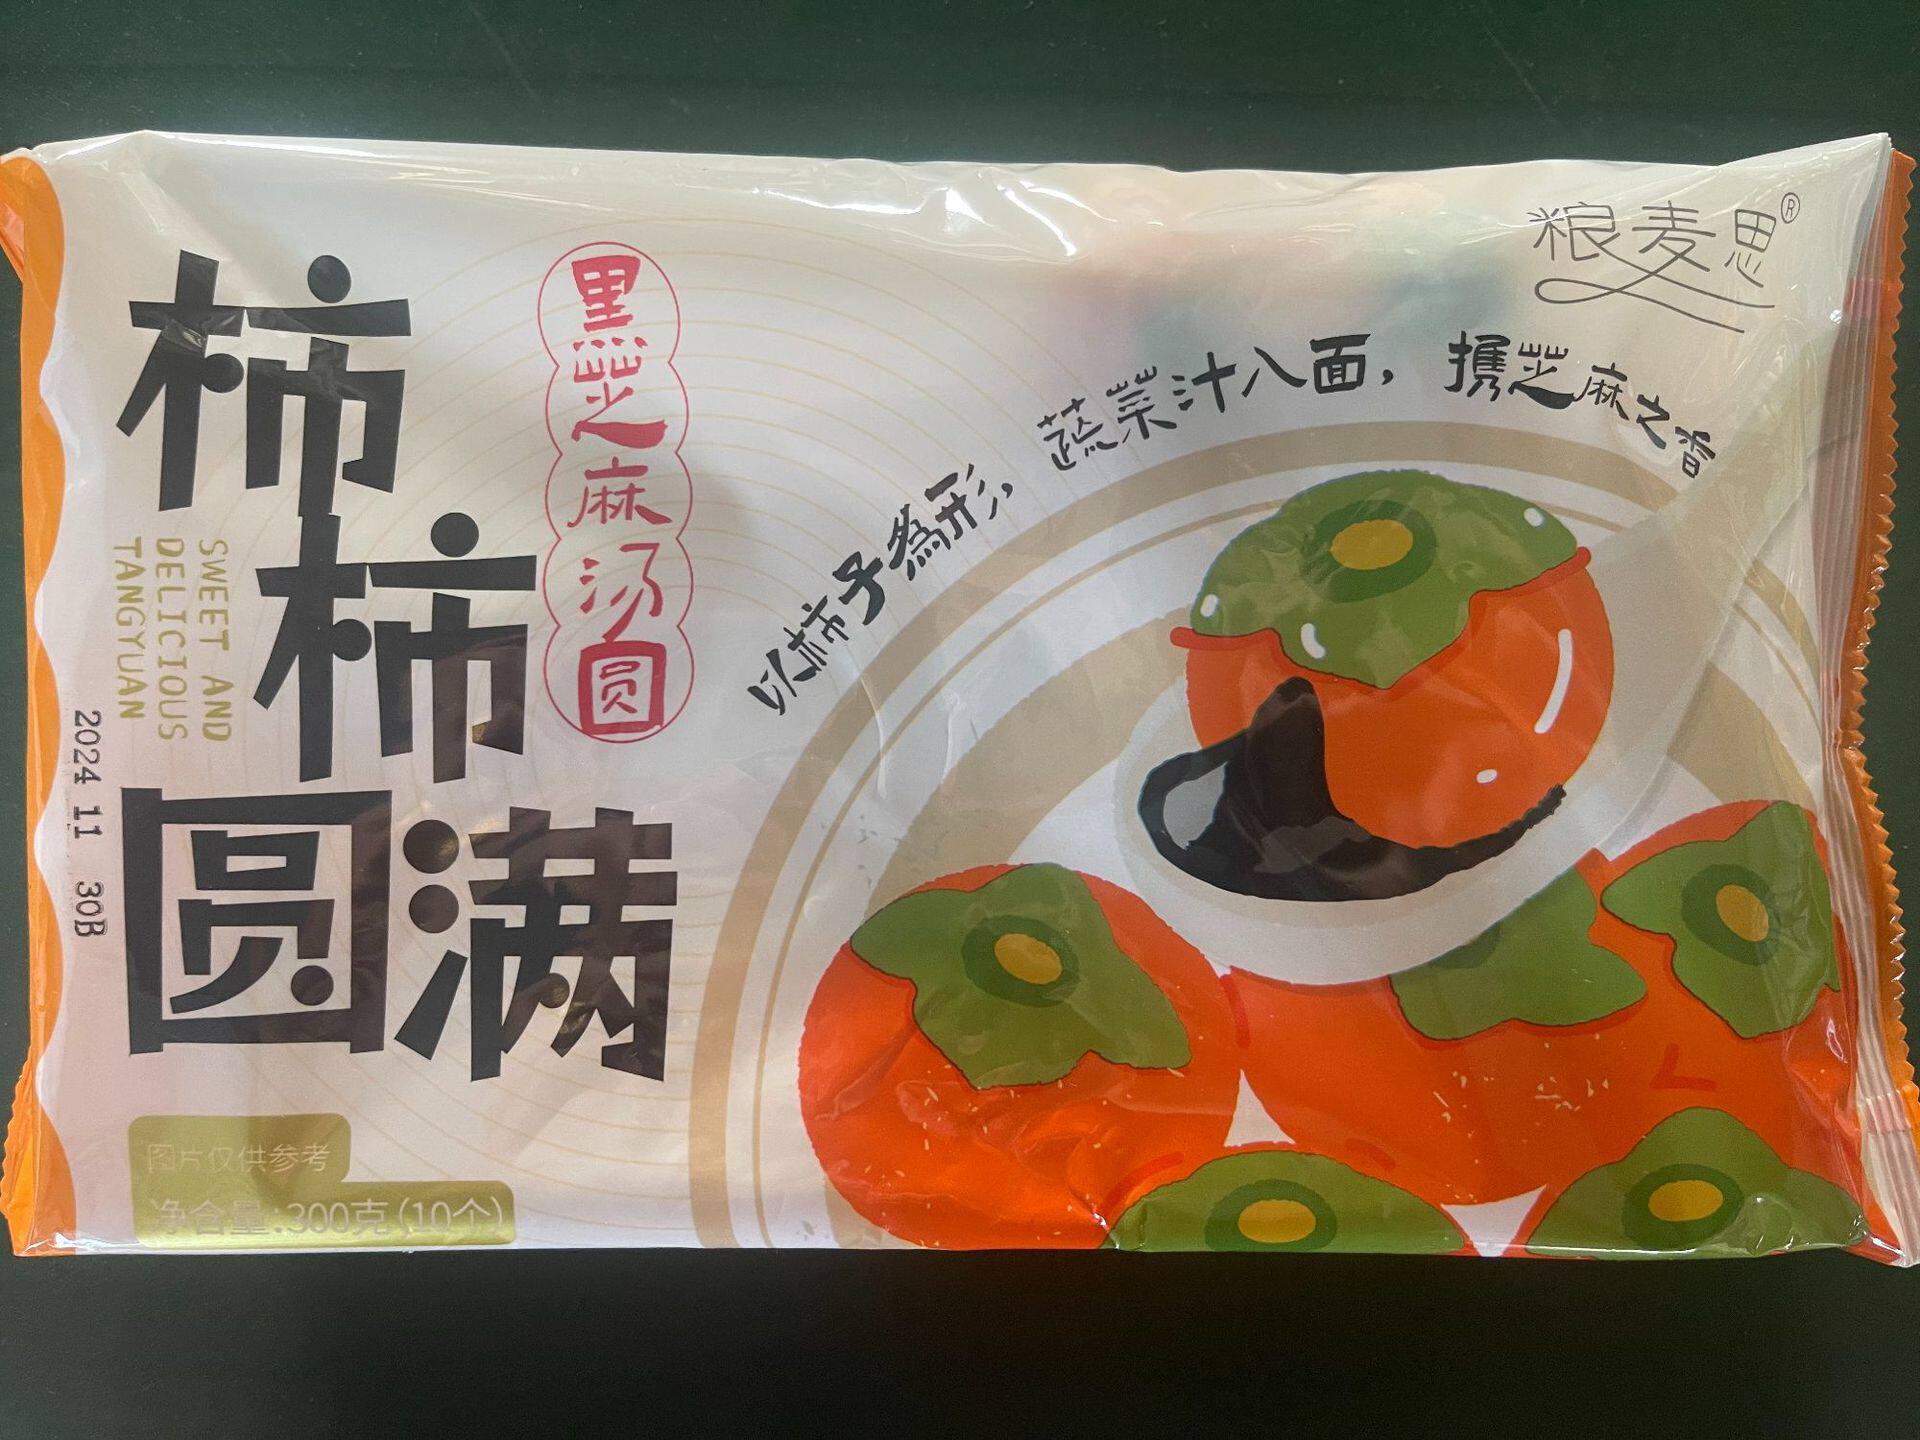 粮麦思®
柿柿
圆满
黑芝麻汤圆
SWEET AND
DELICIOUS
TANGYUAN
以柿子為形，蔬菜汁入面，携芝麻之香
2024 11 30B
图片仅供参考
净含量:300克(10个)